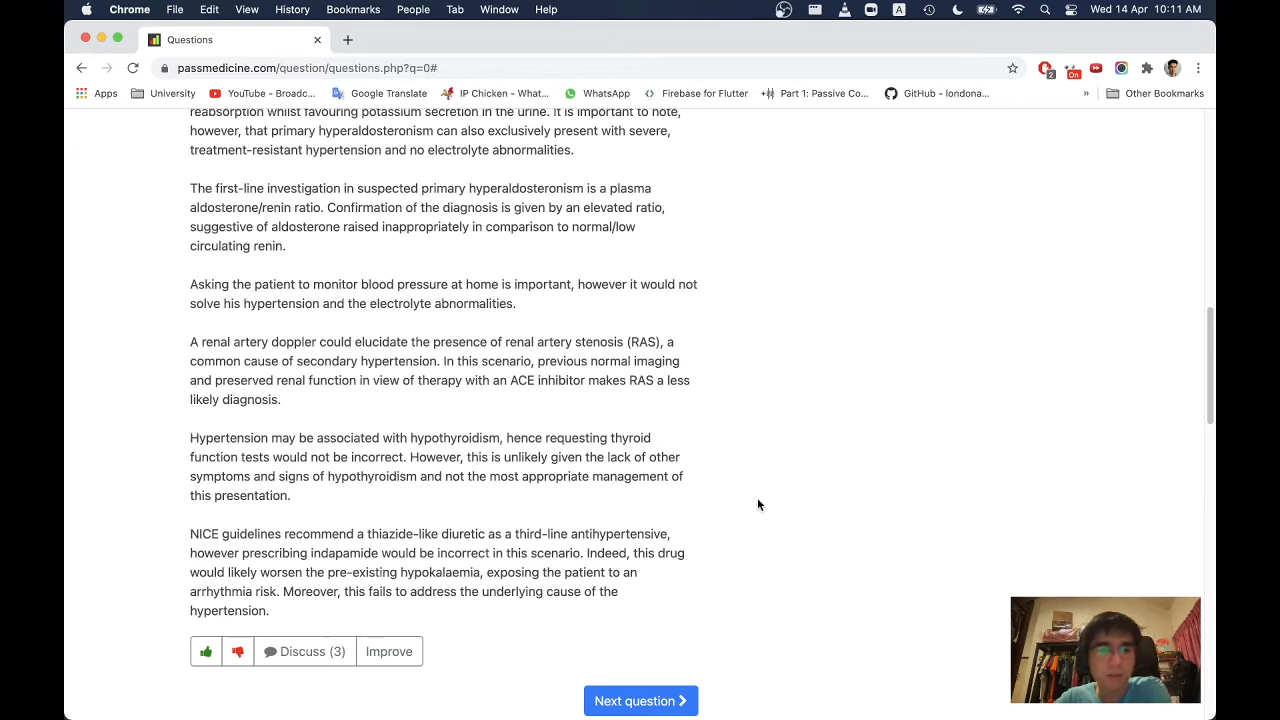 Chrome File Edit View History Bookmarks People Tab Window Help A Wed 14 Apr 10:11 AM
Questions
passmedicine.com/question/questions.php?q=0# 2 On
Apps University YouTube - Broadc... Google Translate IP Chicken - What... WhatsApp Firebase for Flutter Part 1: Passive Co... GitHub - londona... » Other Bookmarks
reabsorption whilst favouring potassium secretion in the urine. It is important to note,
however, that primary hyperaldosteronism can also exclusively present with severe,
treatment-resistant hypertension and no electrolyte abnormalities.
The first-line investigation in suspected primary hyperaldosteronism is a plasma
aldosterone/renin ratio. Confirmation of the diagnosis is given by an elevated ratio,
suggestive of aldosterone raised inappropriately in comparison to normal/low
circulating renin.
Asking the patient to monitor blood pressure at home is important, however it would not
solve his hypertension and the electrolyte abnormalities.
A renal artery doppler could elucidate the presence of renal artery stenosis (RAS), a
common cause of secondary hypertension. In this scenario, previous normal imaging
and preserved renal function in view of therapy with an ACE inhibitor makes RAS a less
likely diagnosis.
Hypertension may be associated with hypothyroidism, hence requesting thyroid
function tests would not be incorrect. However, this is unlikely given the lack of other
symptoms and signs of hypothyroidism and not the most appropriate management of
this presentation.
NICE guidelines recommend a thiazide-like diuretic as a third-line antihypertensive,
however prescribing indapamide would be incorrect in this scenario. Indeed, this drug
would likely worsen the pre-existing hypokalaemia, exposing the patient to an
arrhythmia risk. Moreover, this fails to address the underlying cause of the
hypertension.
Discuss (3) Improve
Next question